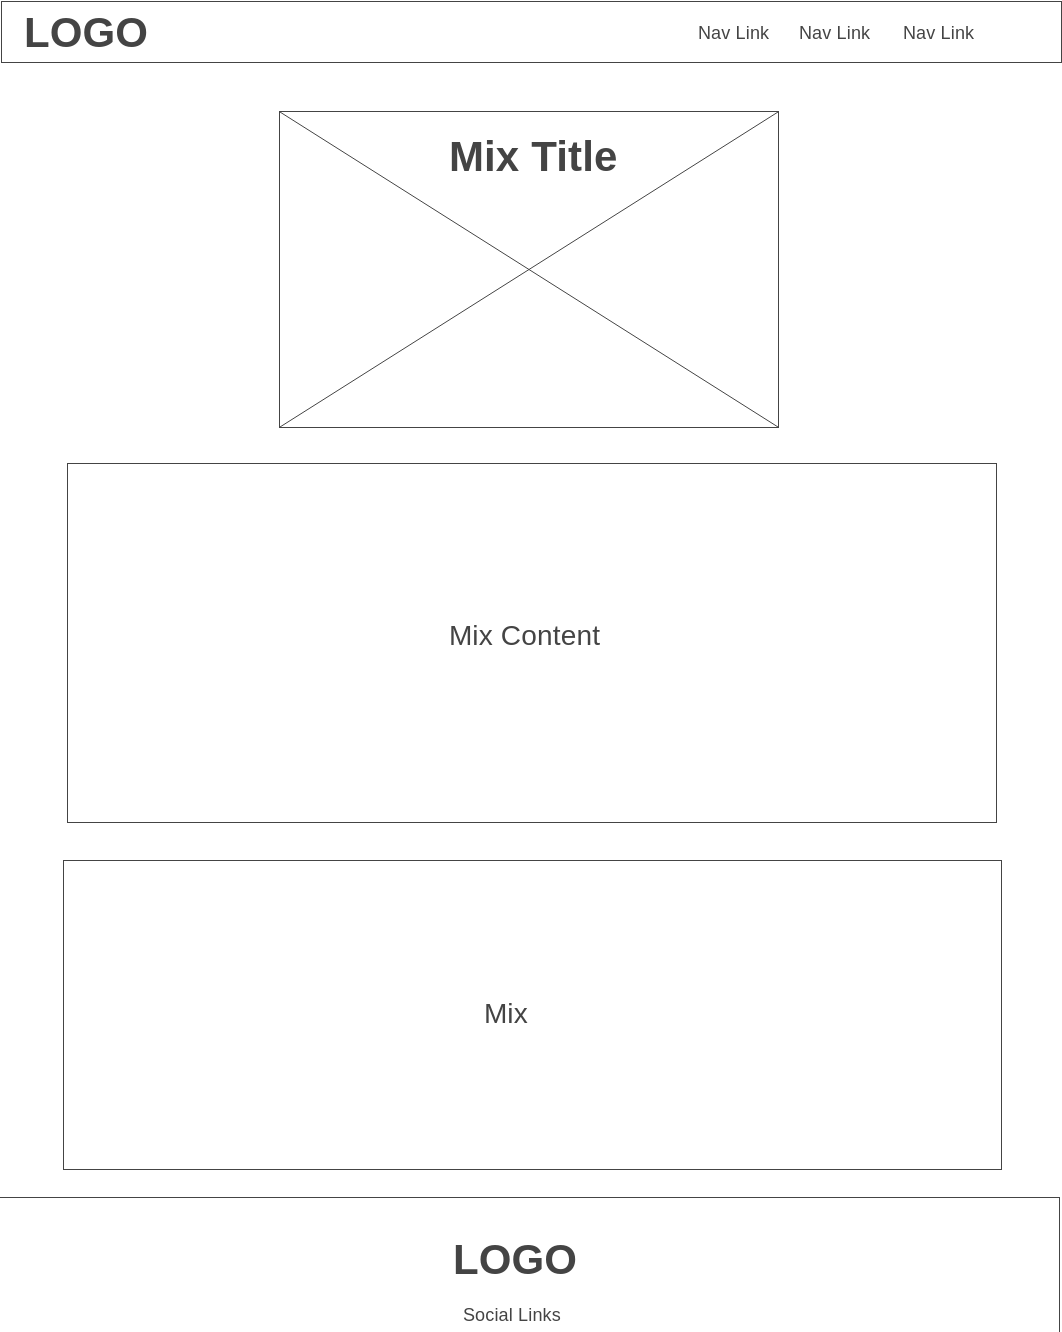 LOGO
Nav Link Nav Link Nav Link
Mix Title
Mix Content
Mix
LOGO
Social Links